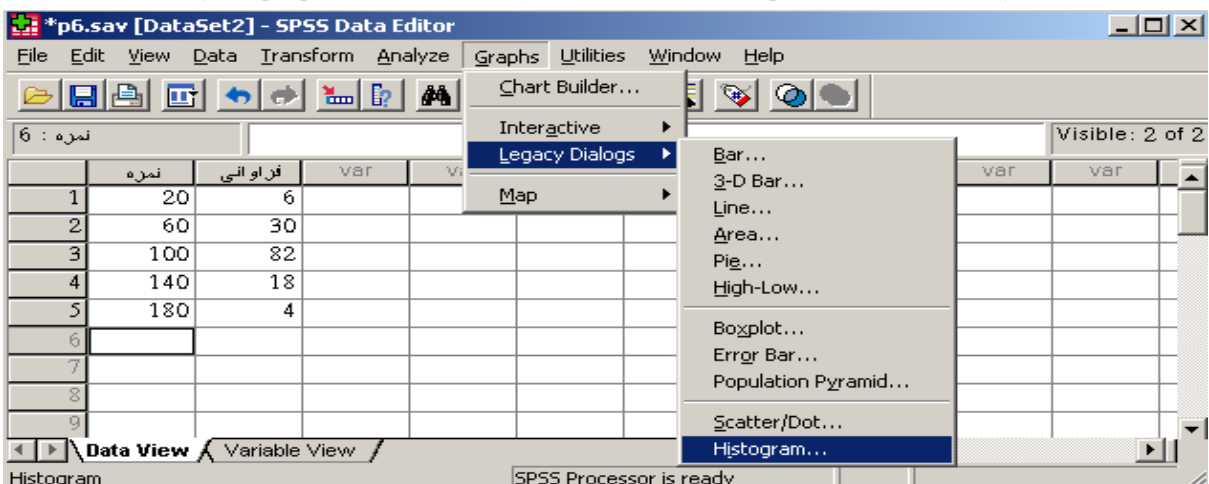 *p6.sav [DataSet2] - SPSS Data Editor
File Edit View Data Transform Analyze Graphs Utilities Window Help
Chart Builder...
Interactive
Legacy Dialogs
Map
6 : نمره
Visible: 2 of 2
Bar...
3-D Bar...
Line...
Area...
Pie...
High-Low...
Boxplot...
Error Bar...
Population Pyramid...
Scatter/Dot...
Histogram...
نمره فراوانی var var var
1 20 6
2 60 30
3 100 82
4 140 18
5 180 4
6
7
8
9
Data View Variable View
Histogram SPSS Processor is ready